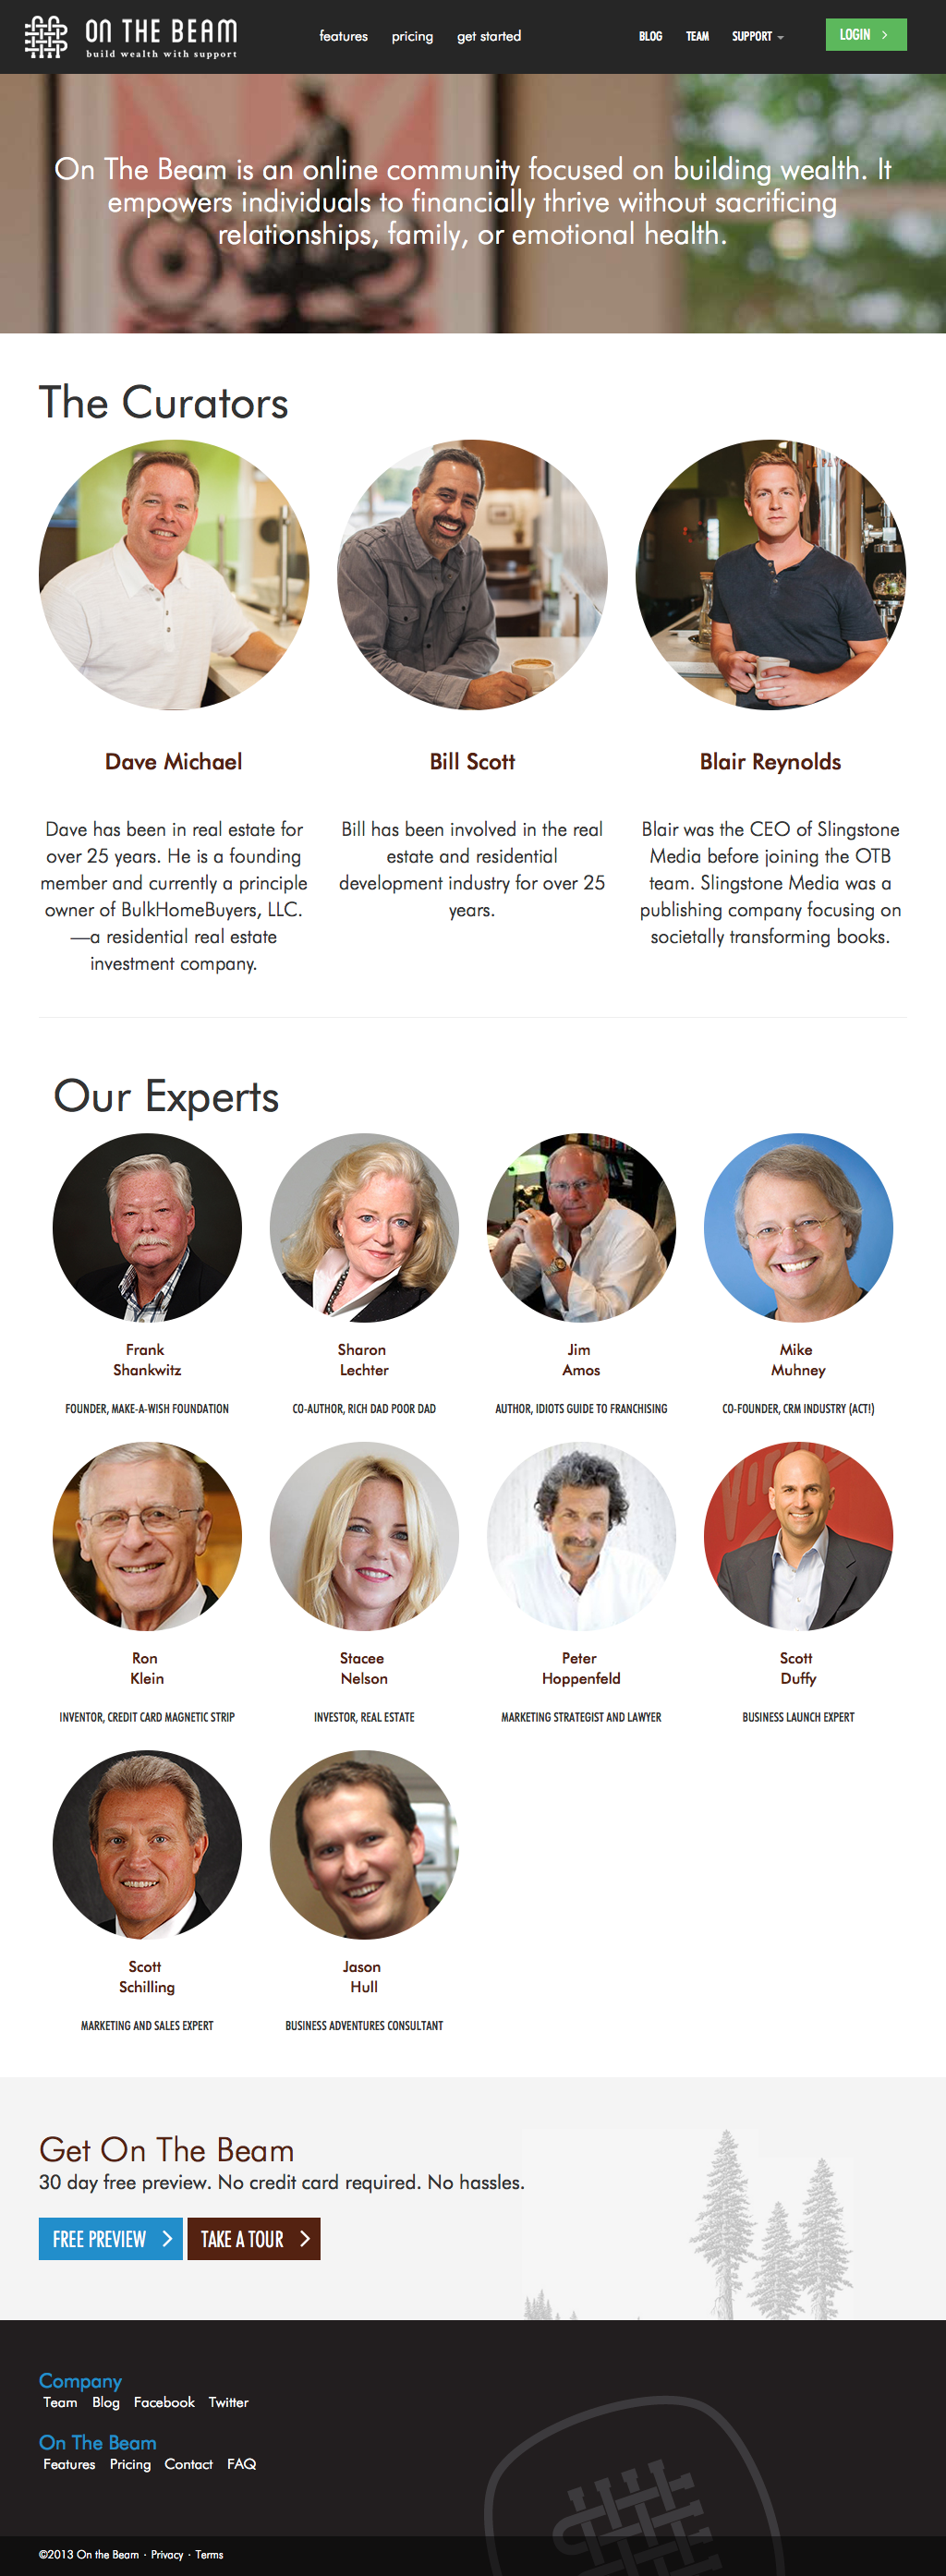 ON THE BEAM
build wealth with support
features pricing get started
BLOG TEAM SUPPORT
LOGIN
On The Beam is an online community focused on building wealth. It
empowers individuals to financially thrive without sacrificing
relationships, family, or emotional health.
The Curators
Dave Michael
Dave has been in real estate for
over 25 years. He is a founding
member and currently a principle
owner of BulkHomeBuyers, LLC.
—a residential real estate
investment company.
Bill Scott
Bill has been involved in the real
estate and residential
development industry for over 25
years.
Blair Reynolds
Blair was the CEO of Slingstone
Media before joining the OTB
team. Slingstone Media was a
publishing company focusing on
societally transforming books.
Our Experts
Frank
Shankwitz
FOUNDER, MAKE-A-WISH FOUNDATION
Sharon
Lechter
CO-AUTHOR, RICH DAD POOR DAD
Jim
Amos
AUTHOR, IDIOTS GUIDE TO FRANCHISING
Mike
Muhney
CO-FOUNDER, CRM INDUSTRY (ACT!)
Ron
Klein
INVENTOR, CREDIT CARD MAGNETIC STRIP
Stacee
Nelson
INVESTOR, REAL ESTATE
Peter
Hoppenfeld
MARKETING STRATEGIST AND LAWYER
Scott
Duffy
BUSINESS LAUNCH EXPERT
Scott
Schilling
MARKETING AND SALES EXPERT
Jason
Hull
BUSINESS ADVENTURES CONSULTANT
Get On The Beam
30 day free preview. No credit card required. No hassles.
FREE PREVIEW
TAKE A TOUR
Company
Team Blog Facebook Twitter
On The Beam
Features Pricing Contact FAQ
©2013 On the Beam · Privacy · Terms